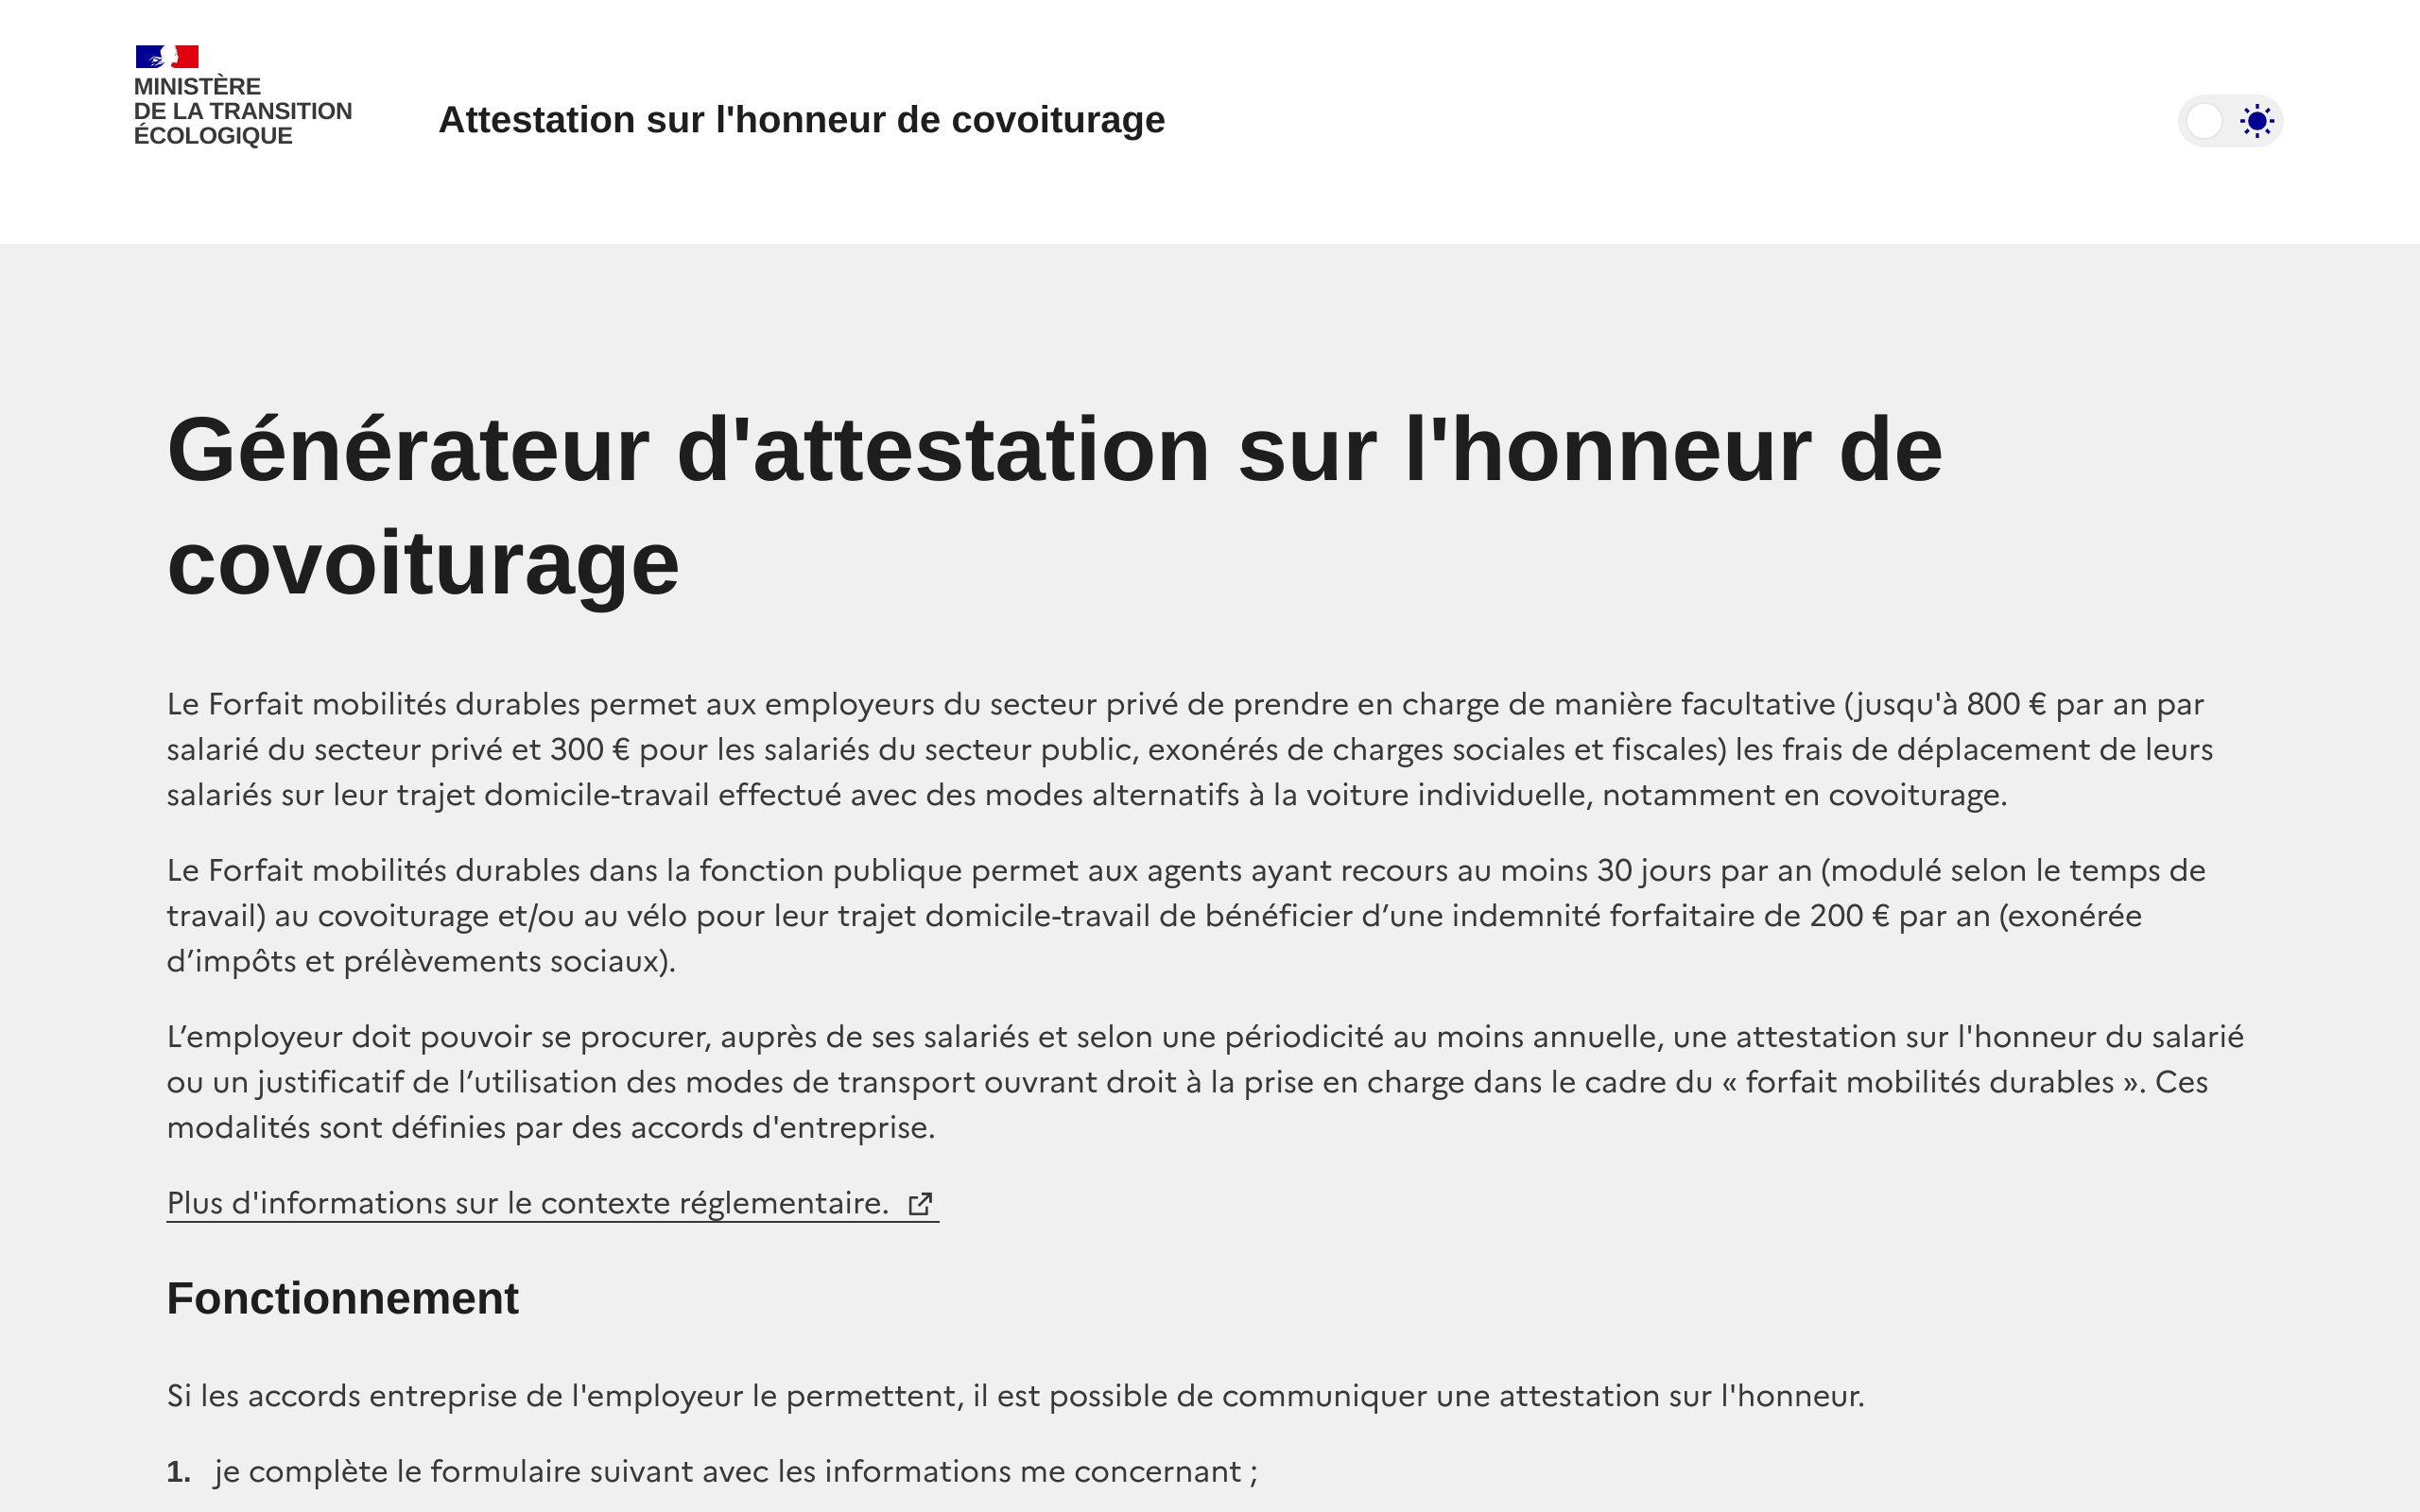 MINISTÈRE
DE LA TRANSITION
ÉCOLOGIQUE
Attestation sur l'honneur de covoiturage
Générateur d'attestation sur l'honneur de
covoiturage
Le Forfait mobilités durables permet aux employeurs du secteur privé de prendre en charge de manière facultative (jusqu'à 800 € par an par
salarié du secteur privé et 300 € pour les salariés du secteur public, exonérés de charges sociales et fiscales) les frais de déplacement de leurs
salariés sur leur trajet domicile-travail effectué avec des modes alternatifs à la voiture individuelle, notamment en covoiturage.
Le Forfait mobilités durables dans la fonction publique permet aux agents ayant recours au moins 30 jours par an (modulé selon le temps de
travail) au covoiturage et/ou au vélo pour leur trajet domicile-travail de bénéficier d’une indemnité forfaitaire de 200 € par an (exonérée
d’impôts et prélèvements sociaux).
L’employeur doit pouvoir se procurer, auprès de ses salariés et selon une périodicité au moins annuelle, une attestation sur l'honneur du salarié
ou un justificatif de l’utilisation des modes de transport ouvrant droit à la prise en charge dans le cadre du « forfait mobilités durables ». Ces
modalités sont définies par des accords d'entreprise.
Plus d'informations sur le contexte réglementaire.
Fonctionnement
Si les accords entreprise de l'employeur le permettent, il est possible de communiquer une attestation sur l'honneur.
1. je complète le formulaire suivant avec les informations me concernant ;